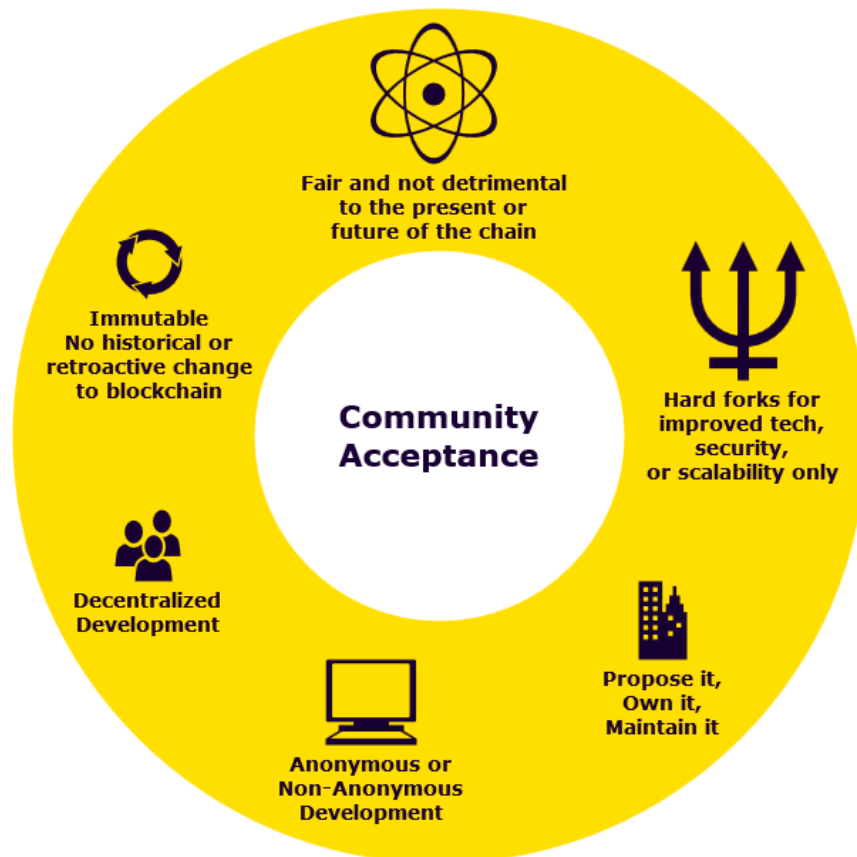 Fair and not detrimental
to the present or
future of the chain
Immutable
No historical or
retroactive change
to blockchain
Hard forks for
improved tech,
security,
or scalability only
Community
Acceptance
Decentralized
Development
Propose it,
Own it,
Maintain it
Anonymous or
Non-Anonymous
Development